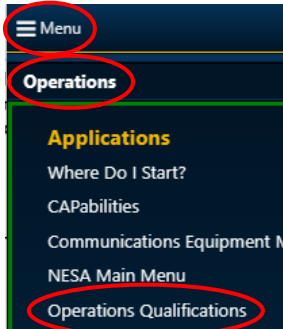 Menu
Operations
Applications
Where Do I Start?
CAPabilities
Communications Equipment
NESA Main Menu
Operations Qualifications